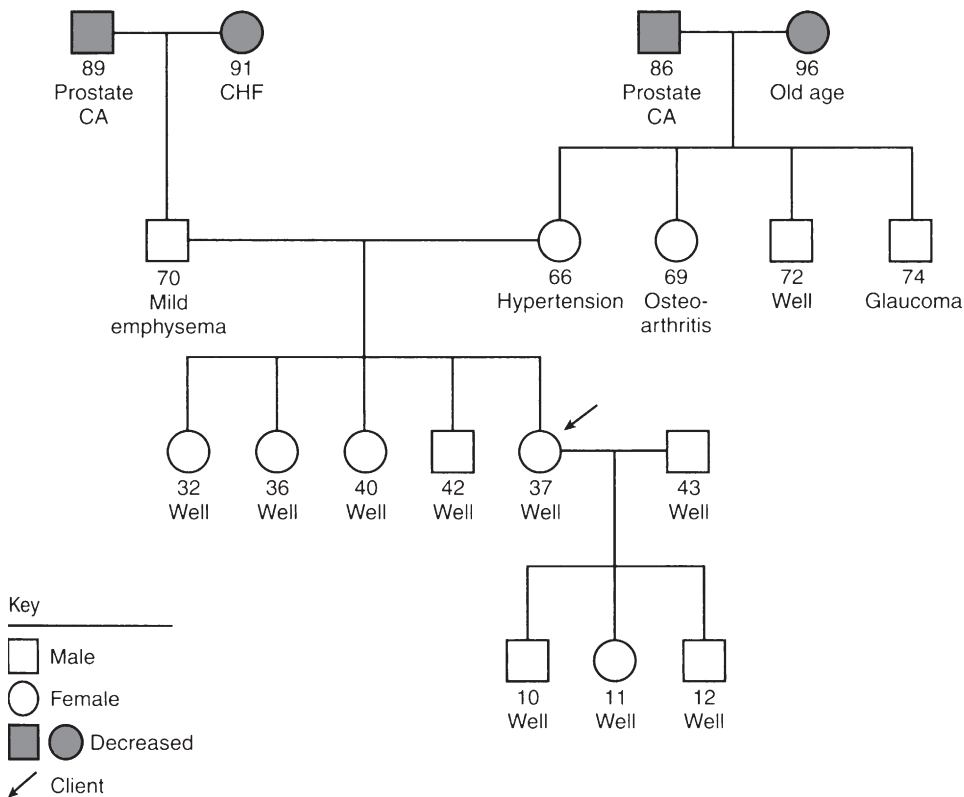 89
Prostate
CA
91
CHF
86
Prostate
CA
96
Old age
70
Mild
emphysema
66
Hypertension
69
Osteo-
arthritis
72
Well
74
Glaucoma
32
Well
36
Well
40
Well
42
Well
37
Well
43
Well
10
Well
11
Well
12
Well
Key
Male
Female
Decreased
Client